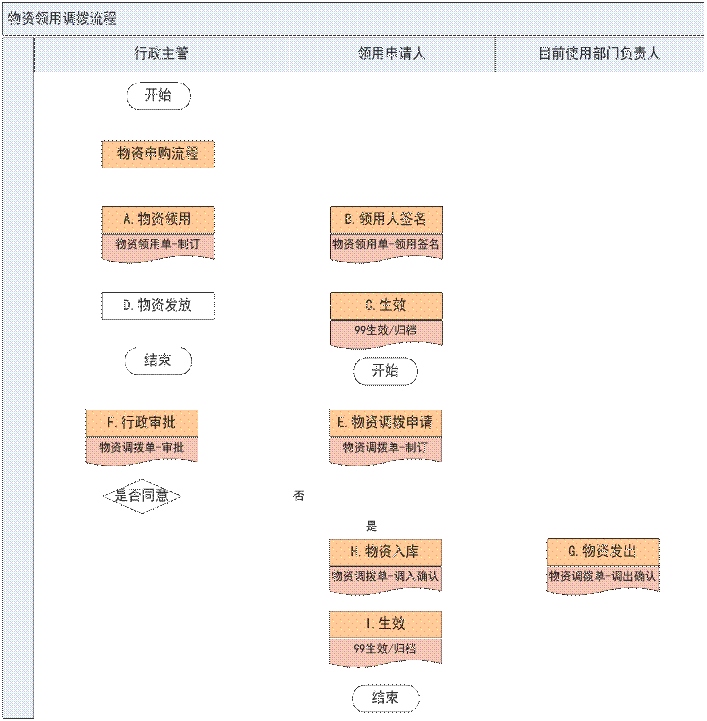 物资领用调拨流程
行政主管
领用申请人
目前使用部门负责人
开始
物资申购流程
A.物资领用
物资领用单-制订
B.领用人签名
物资领用单-领用签名
D.物资发放
C.生效
99生效/归档
结束
开始
F.行政审批
物资调拨单-审批
E.物资调拨申请
物资调拨单-制订
是否同意
否
是
H.物资入库
物资调拨单-调入确认
G.物资发出
物资调拨单-调出确认
I.生效
99生效/归档
结束